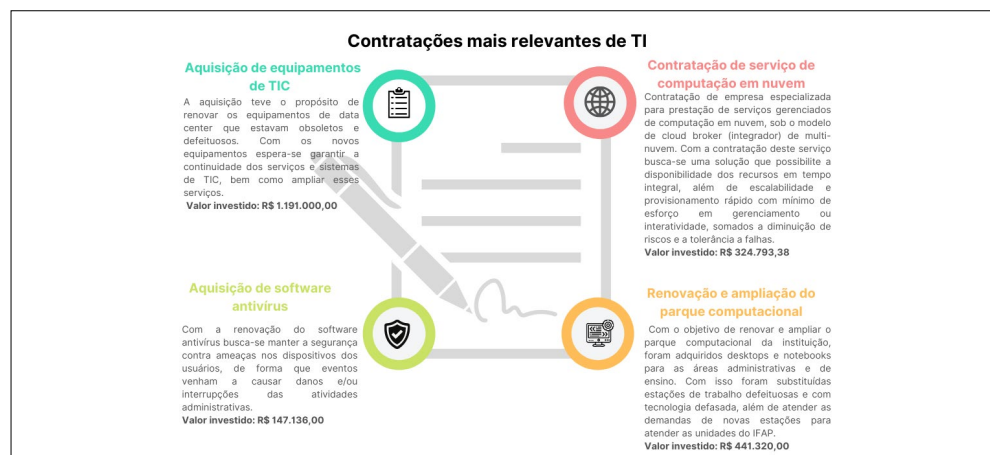 Contratações mais relevantes de TI
Aquisição de equipamentos
de TIC
A aquisição teve o propósito de
renovar os equipamentos de data
center que estavam obsoletos e
defeituosos. Com os novos
equipamentos espera-se garantir a
continuidade dos serviços e sistemas
de TIC, bem como ampliar esses
serviços.
Valor investido: R$ 1.191.000,00
Contratação de serviço de
computação em nuvem
Contratação de empresa especializada
para prestação de serviços gerenciados
de computação em nuvem, sob o modelo
de cloud broker (integrador) de multi-
nuvem. Com a contratação deste serviço
busca-se uma solução que possibilite a
disponibilidade dos recursos em tempo
integral, além de escalabilidade e
provisionamento rápido com mínimo de
esforço em gerenciamento ou
interatividade, somados a diminuição de
riscos e a tolerância a falhas.
Valor investido: R$ 324.793,38
Aquisição de software
antivírus
Com a renovação do software
antivírus busca-se manter a segurança
contra ameaças nos dispositivos dos
usuários, de forma que eventos
venham a causar danos e/ou
interrupções das atividades
administrativas.
Valor investido: R$ 147.136,00
Renovação e ampliação do
parque computacional
Com o objetivo de renovar e ampliar o
parque computacional da instituição,
foram adquiridos desktops e notebooks
para as áreas administrativas e de
ensino. Com isso foram substituídas
estações de trabalho defeituosas e com
tecnologia defasada, além de atender as
demandas de novas estações para
atender as unidades do IFAP.
Valor investido: R$ 441.320,00